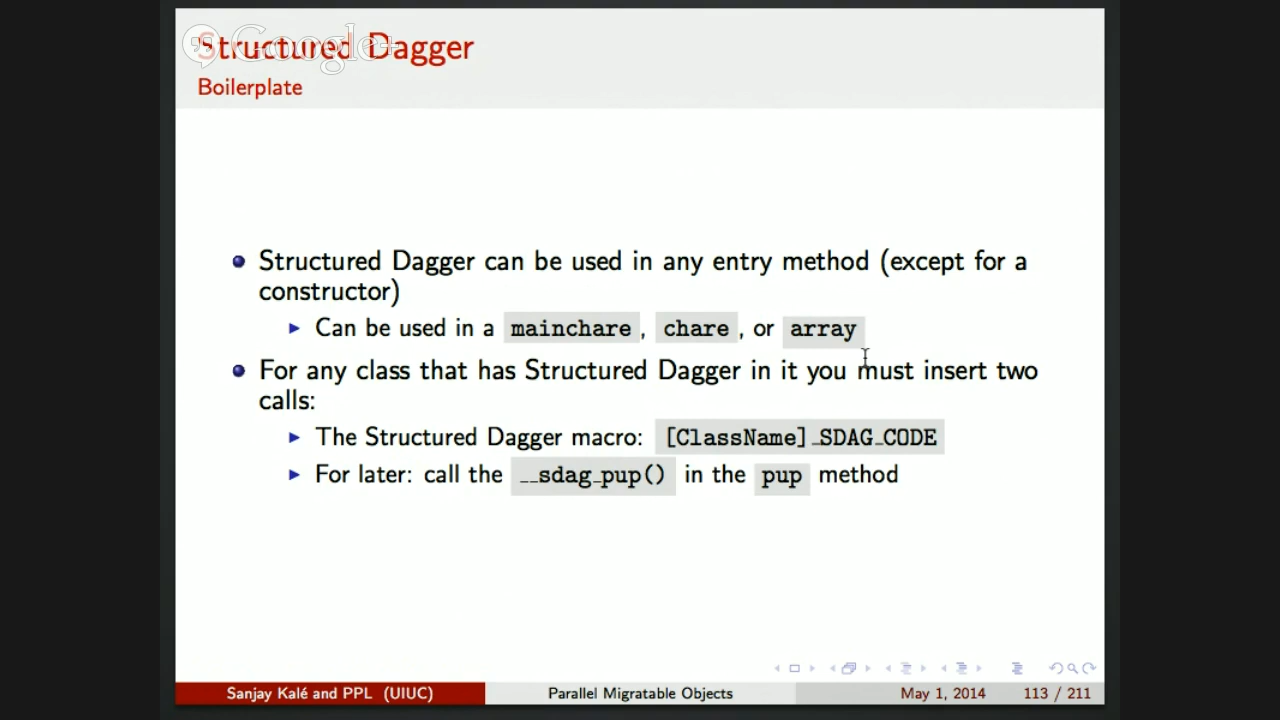 Structured Dagger
Google+
Boilerplate
Structured Dagger can be used in any entry method (except for a
constructor)
Can be used in a mainchare, chare, or array
For any class that has Structured Dagger in it you must insert two
calls:
The Structured Dagger macro: [ClassName]_SDAG_CODE
For later: call the __sdag_pup() in the pup method
Sanjay Kalé and PPL (UIUC) Parallel Migratable Objects May 1, 2014 113 / 211